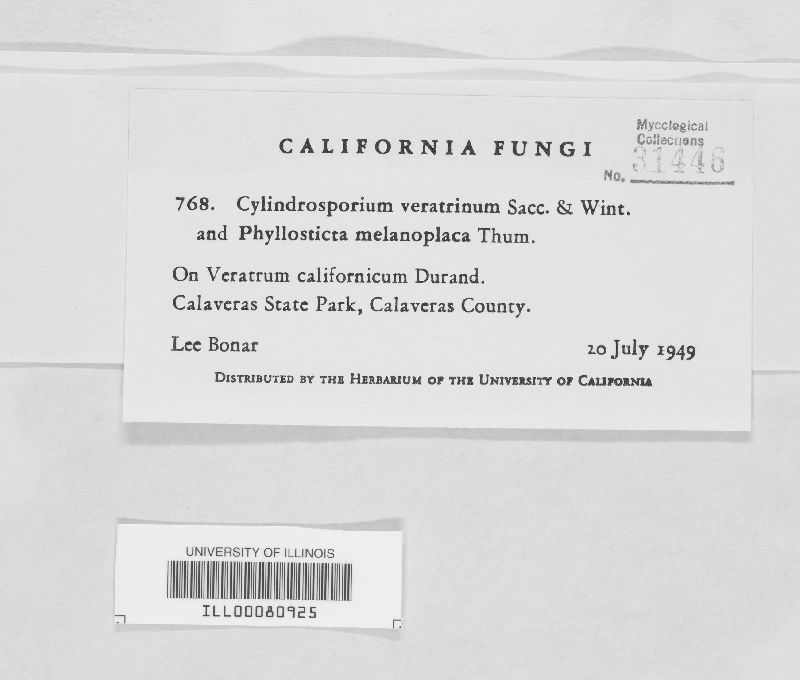 CALIFORNIA FUNGI
Mycological
Collections
No. 31446
768. Cylindrosporium veratrinum Sacc. & Wint.
and Phyllosticta melanoplaca Thum.
On Veratrum californicum Durand.
Calaveras State Park, Calaveras County.
Lee Bonar 20 July 1949
DISTRIBUTED BY THE HERBARIUM OF THE UNIVERSITY OF CALIFORNIA
UNIVERSITY OF ILLINOIS
ILL00080925